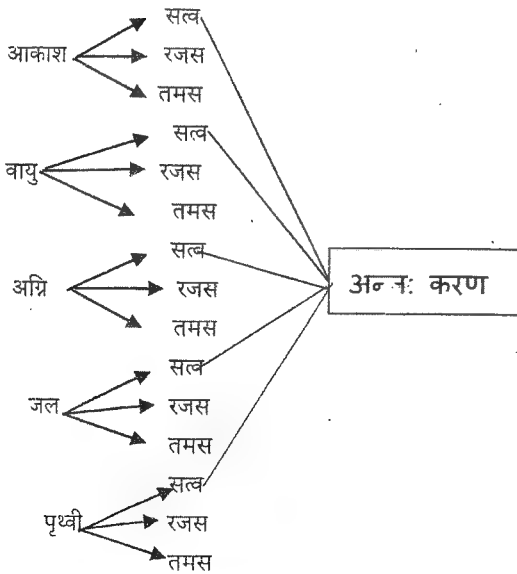 सत्व
आकाश
रजस
तमस
सत्व
वायु
रजस
तमस
सत्व
अग्नि
रजस
तमस
सत्व
जल
रजस
तमस
सत्व
पृथ्वी
रजस
तमस
अन्तः करण